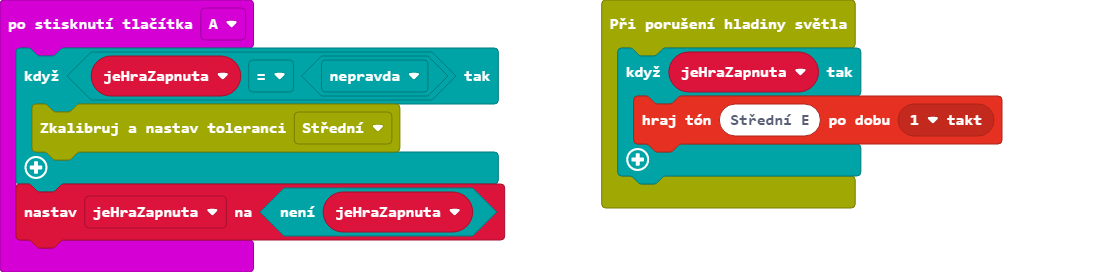 po stisknutí tlačítka A
když jeHraZapnuta = nepravda tak
Zkalibruj a nastav toleranci Střední
nastav jeHraZapnuta na není jeHraZapnuta
Při porušení hladiny světla
když jeHraZapnuta tak
hraj tón Střední E po dobu 1 takt